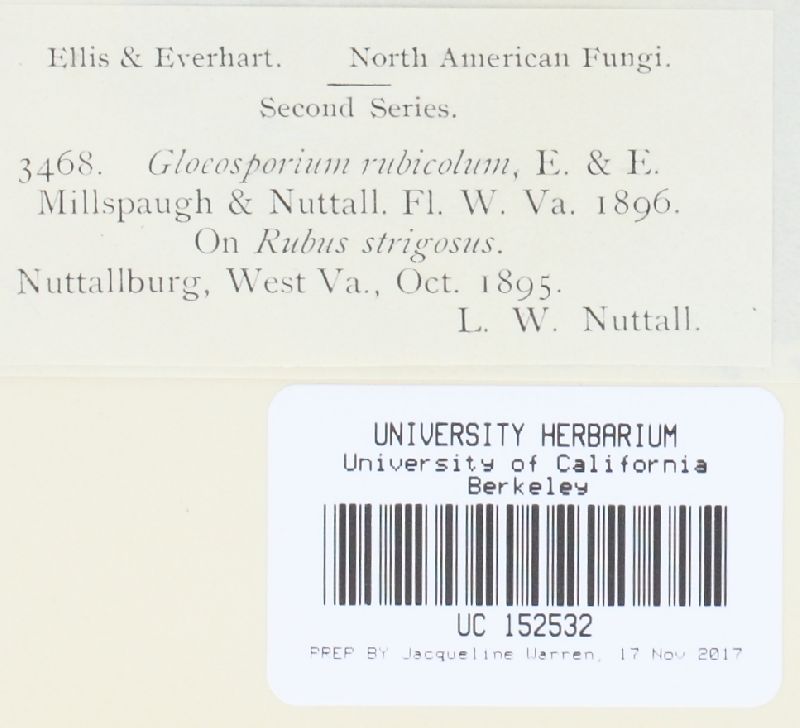 Ellis & Everhart. North American Fungi.
Second Series.
3468. Glocosporium rubicolum, E. & E.
Millspaugh & Nuttall. Fl. W. Va. 1896.
On Rubus strigosus.
Nuttallburg, West Va., Oct. 1895.
L. W. Nuttall.
UNIVERSITY HERBARIUM
University of California
Berkeley
UC 152532
PREP BY Jacqueline Warren, 17 Nov 2017